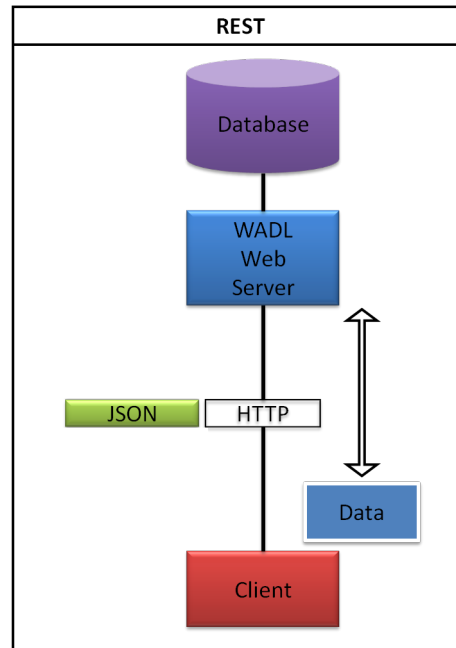 REST
Database
WADL
Web
Server
JSON
HTTP
Data
Client